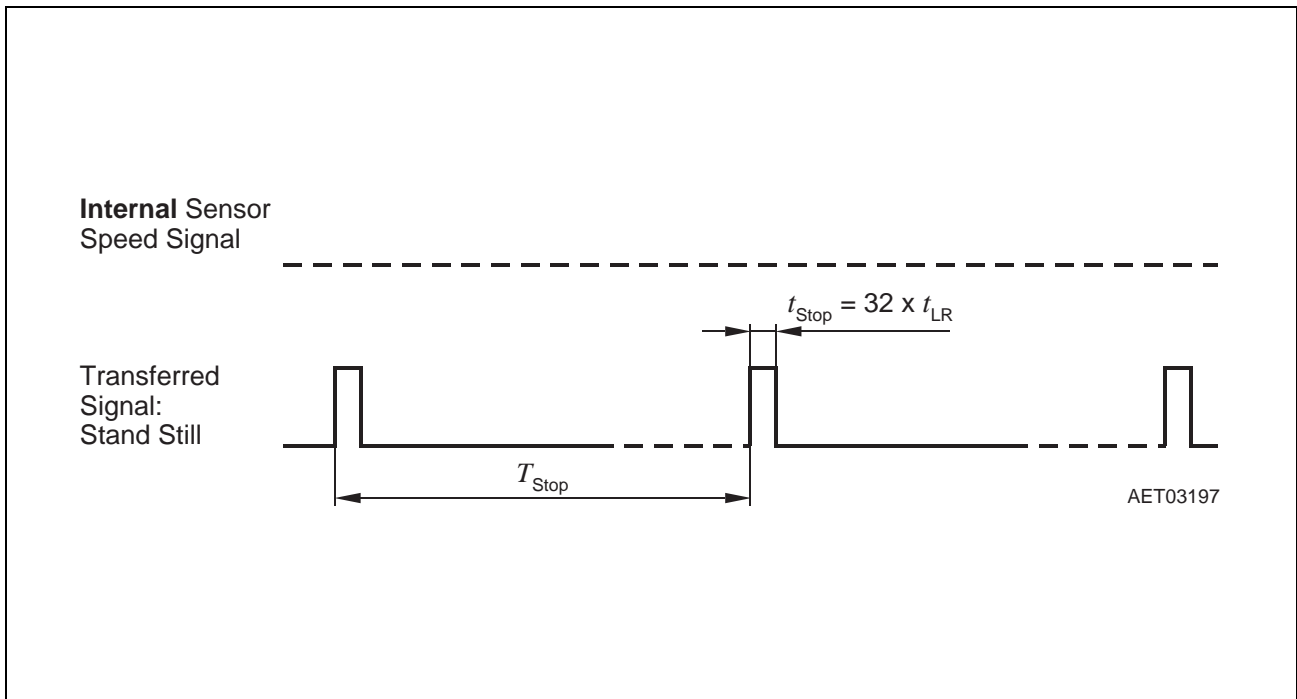 Internal Sensor
Speed Signal
t_Stop = 32 x t_LR
Transferred
Signal:
Stand Still
T_Stop
AET03197